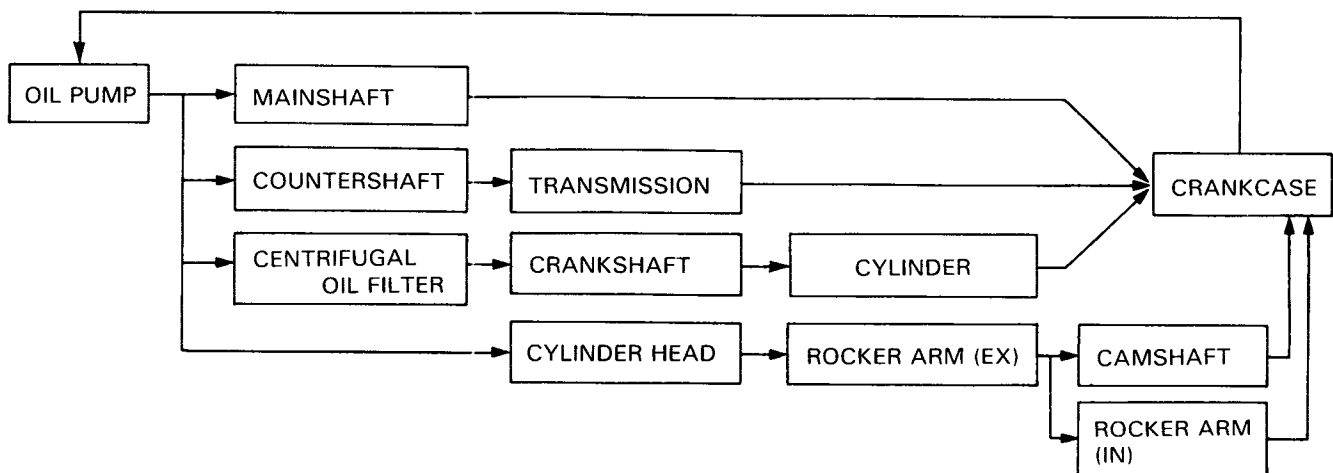 OIL PUMP
MAINSHAFT
COUNTERSHAFT
TRANSMISSION
CRANKCASE
CENTRIFUGAL
OIL FILTER
CRANKSHAFT
CYLINDER
CYLINDER HEAD
ROCKER ARM (EX)
CAMSHAFT
ROCKER ARM
(IN)